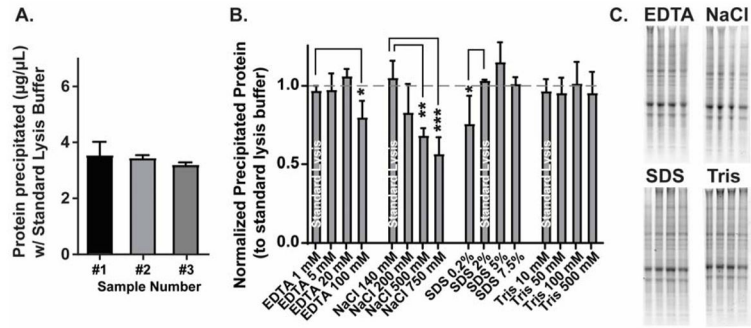 A.
Protein precipitated (µg/µL)
w/ Standard Lysis Buffer
6
4
2
0
#1 #2 #3
Sample Number
B.
Normalized Precipitated Protein
(to standard lysis buffer)
1.0
0.5
0.0
* ** *** *
Standard Lysis
Standard Lysis
Standard Lysis
EDTA 1 mM
EDTA 5 mM
EDTA 20 mM
EDTA 100 mM
NaCl 140 mM
NaCl 200 mM
NaCl 500 mM
NaCl 750 mM
SDS 0.2%
SDS 2%
SDS 5%
SDS 7.5%
Tris 10 mM
Tris 50 mM
Tris 100 mM
Tris 500 mM
C.
EDTA NaCl
SDS Tris